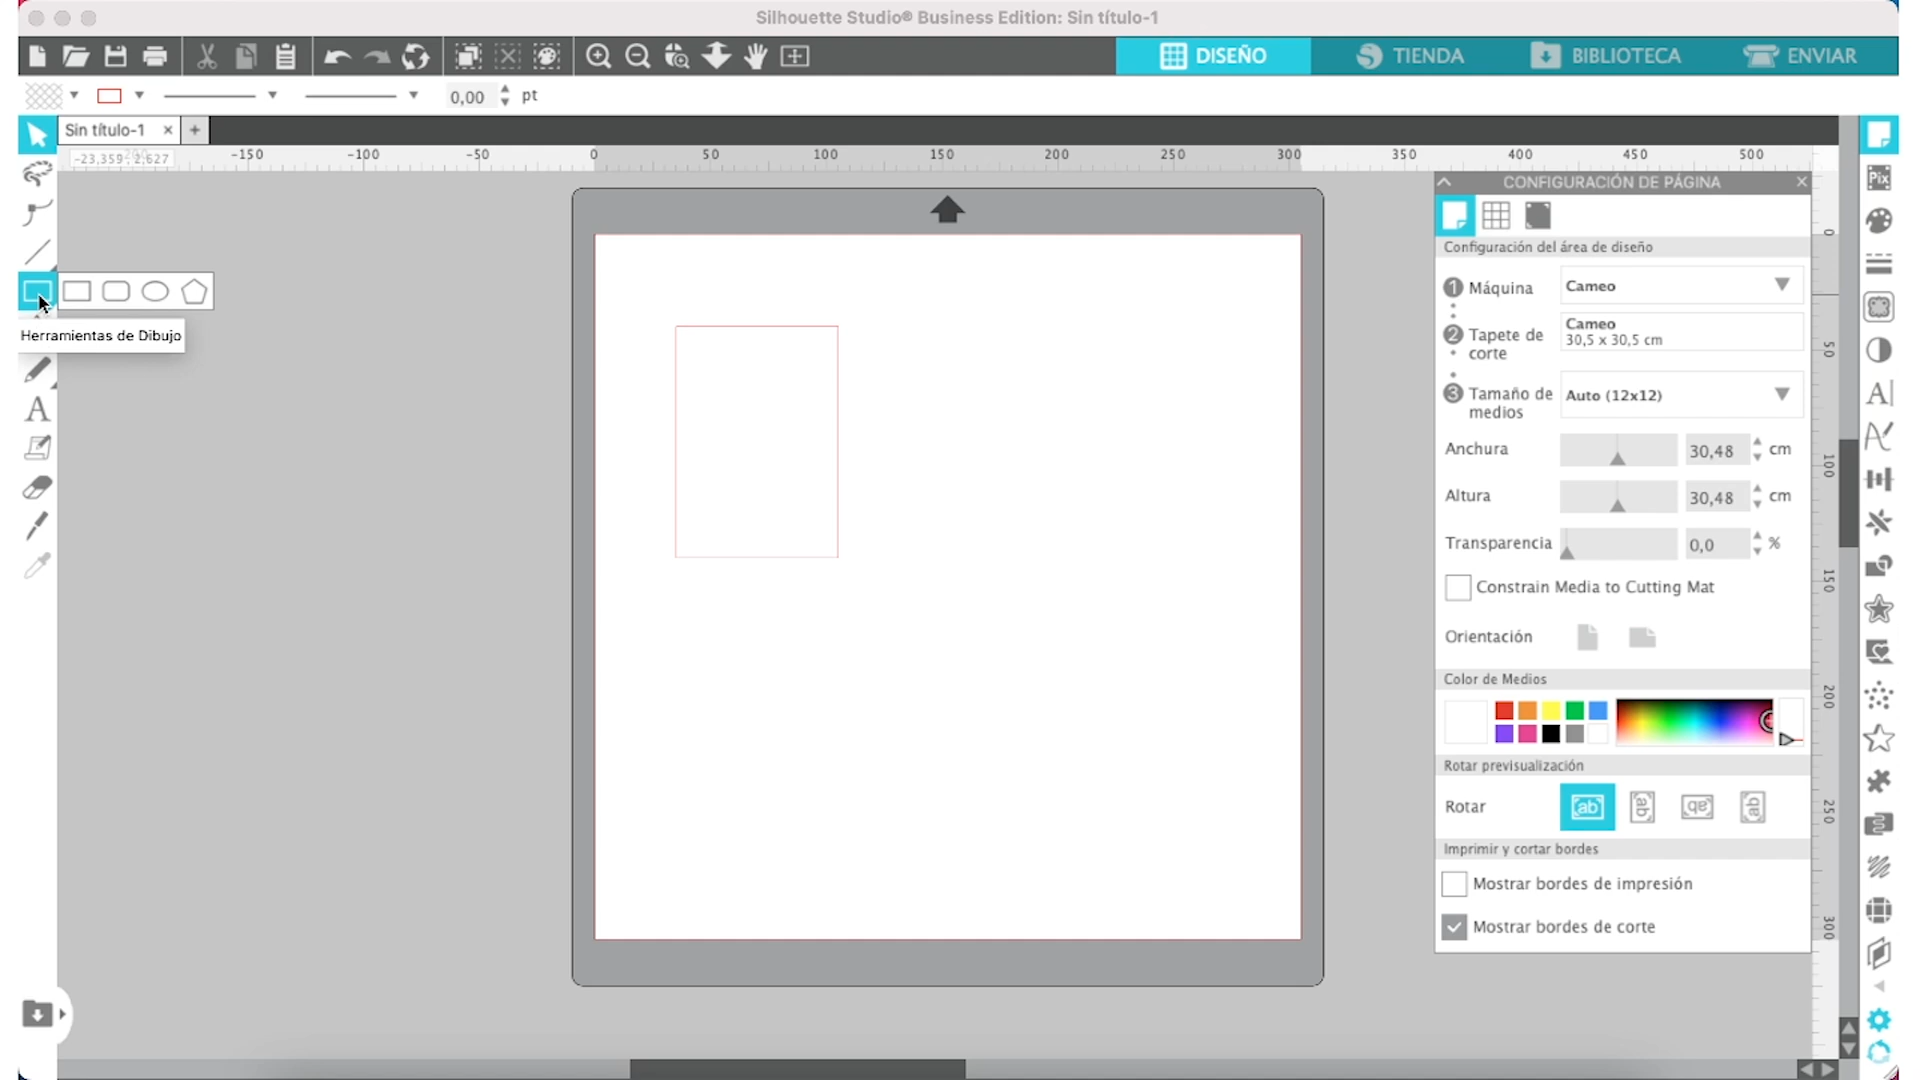 Silhouette Studio® Business Edition: Sin título-1
DISEÑO
TIENDA
BIBLIOTECA
ENVIAR
0,00 pt
Sin título-1
-23,359 , 2,627
-150 -100 -50 0 50 100 150 200 250 300 350 400 450 500
CONFIGURACIÓN DE PÁGINA
Configuración del área de diseño
1 Máquina
Cameo
2 Tapete de corte
Cameo
30,5 x 30,5 cm
3 Tamaño de medios
Auto (12x12)
Anchura
30,48 cm
Altura
30,48 cm
Transparencia
0,0 %
Constrain Media to Cutting Mat
Orientación
Color de Medios
Rotar previsualización
Rotar
ab
ab
ab
ab
Imprimir y cortar bordes
Mostrar bordes de impresión
Mostrar bordes de corte
Herramientas de Dibujo
A
0
50
100
150
200
250
300
Pix
A